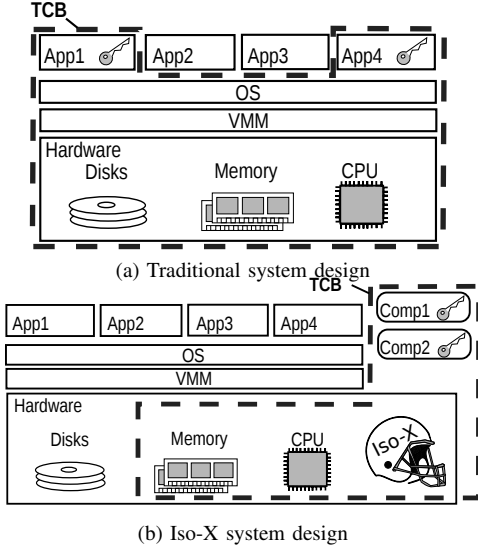 TCB
App1 App2 App3 App4
OS
VMM
Hardware
Disks Memory CPU
(a) Traditional system design
TCB
Comp1
App1 App2 App3 App4
Comp2
OS
VMM
Hardware
Disks Memory CPU Iso-X
(b) Iso-X system design